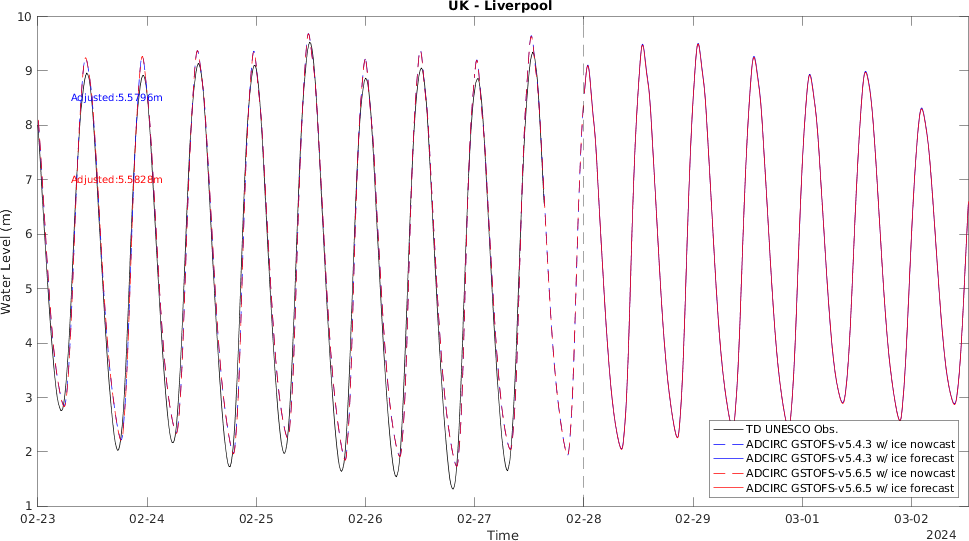 UK - Liverpool
10
9
8
7
6
5
4
3
2
1
Water Level (m)
Adjusted:5.5796m
Adjusted:5.5828m
TD UNESCO Obs.
ADCIRC GSTOFS-v5.4.3 w/ ice nowcast
ADCIRC GSTOFS-v5.4.3 w/ ice forecast
ADCIRC GSTOFS-v5.6.5 w/ ice nowcast
ADCIRC GSTOFS-v5.6.5 w/ ice forecast
02-23 02-24 02-25 02-26 02-27 02-28 02-29 03-01 03-02
Time
2024